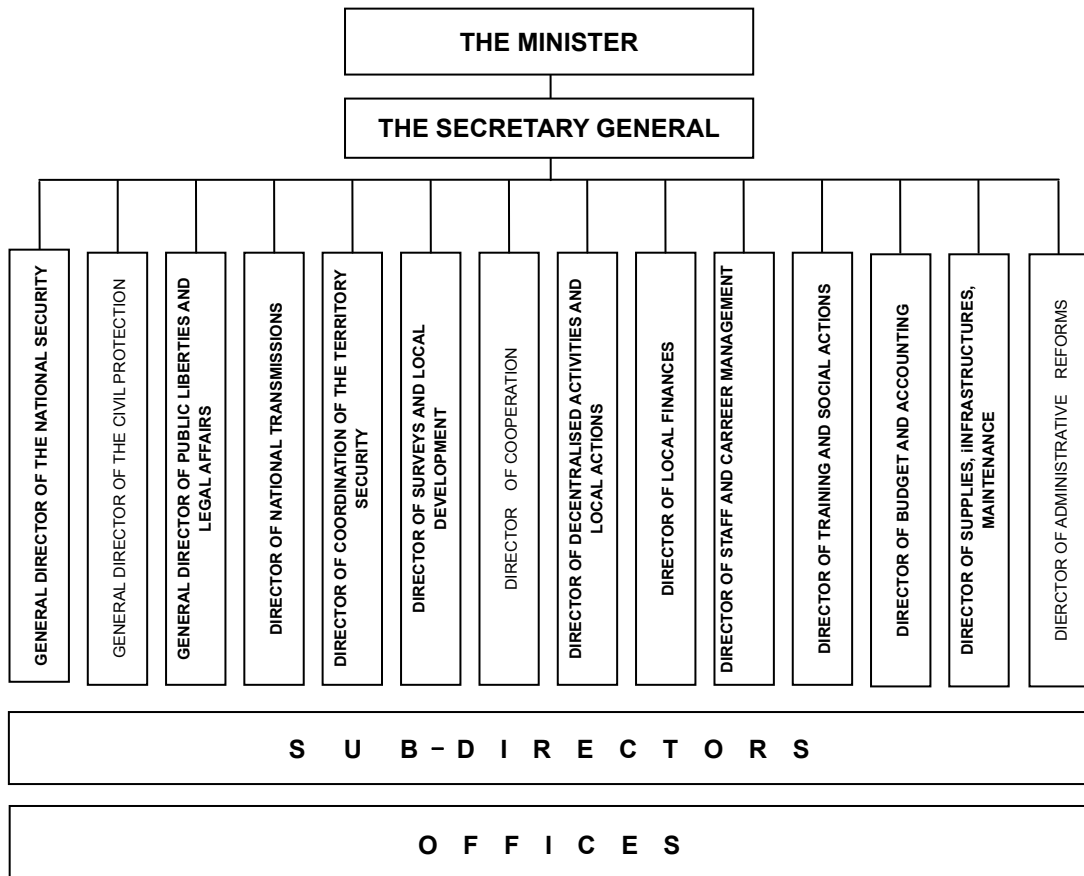 THE MINISTER
THE SECRETARY GENERAL
GENERAL DIRECTOR OF THE NATIONAL SECURITY
GENERAL DIRECTOR OF THE CIVIL PROTECTION
GENERAL DIRECTOR OF PUBLIC LIBERTIES AND
LEGAL AFFAIRS
DIRECTOR OF NATIONAL TRANSMISSIONS
DIRECTOR OF COORDINATION OF THE TERRITORY
SECURITY
DIRECTOR OF SURVEYS AND LOCAL
DEVELOPMENT
DIRECTOR OF COOPERATION
DIRECTOR OF DECENTRALISED ACTIVITIES AND
LOCAL ACTIONS
DIRECTOR OF LOCAL FINANCES
DIRECTOR OF STAFF AND CARREER MANAGEMENT
DIRECTOR OF TRAINING AND SOCIAL ACTIONS
DIRECTOR OF BUDGET AND ACCOUNTING
DIRECTOR OF SUPPLIES, iINFRASTRUCTURES,
MAINTENANCE
DIERCTOR OF ADMINISTRATIVE REFORMS
S U B - D I R E C T O R S
O F F I C E S